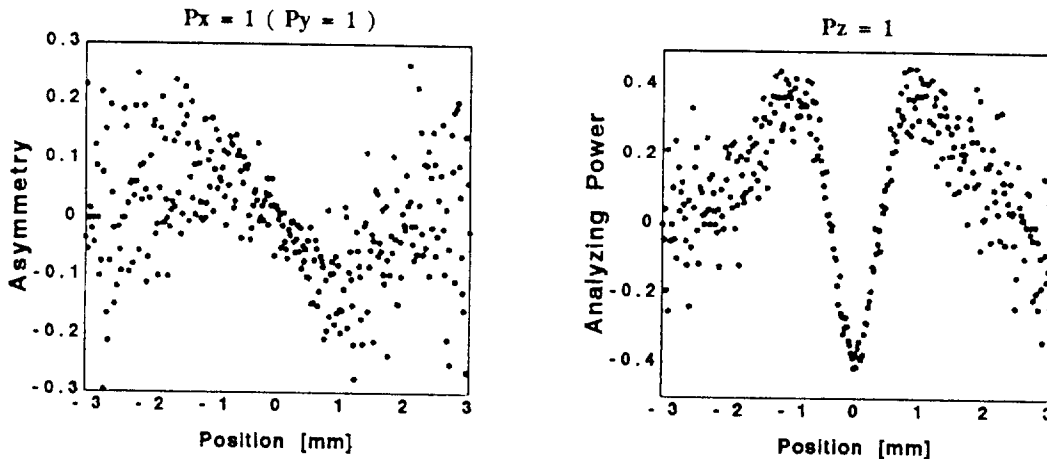 Px = 1 ( Py = 1 )
0.3
0.2
0.1
0
-0.1
-0.2
-0.3
Asymmetry
-3 -2 -1 0 1 2 3
Position [mm]
Pz = 1
0.4
0.2
0
-0.2
-0.4
Analyzing Power
-3 -2 -1 0 1 2 3
Position [mm]